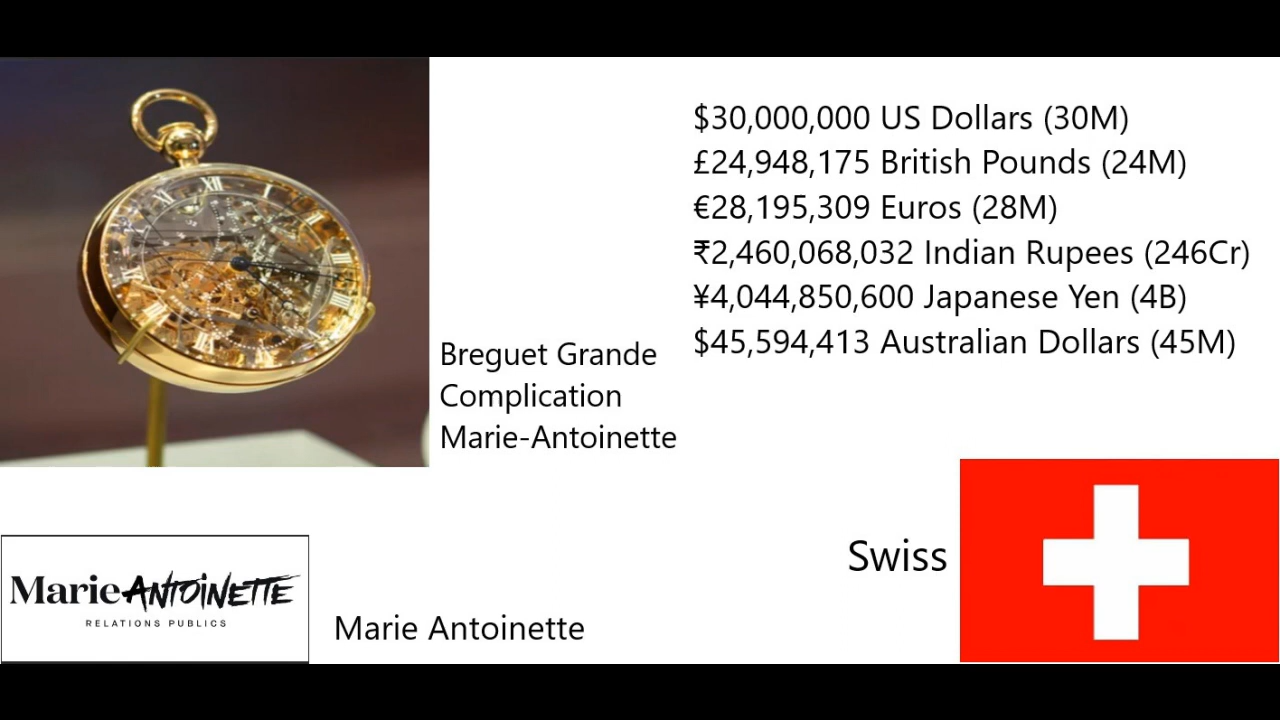 $30,000,000 US Dollars (30M)
£24,948,175 British Pounds (24M)
€28,195,309 Euros (28M)
₹2,460,068,032 Indian Rupees (246Cr)
¥4,044,850,600 Japanese Yen (4B)
$45,594,413 Australian Dollars (45M)
Breguet Grande
Complication
Marie-Antoinette
Swiss
Marie ANTOINETTE
RELATIONS PUBLICS
Marie Antoinette